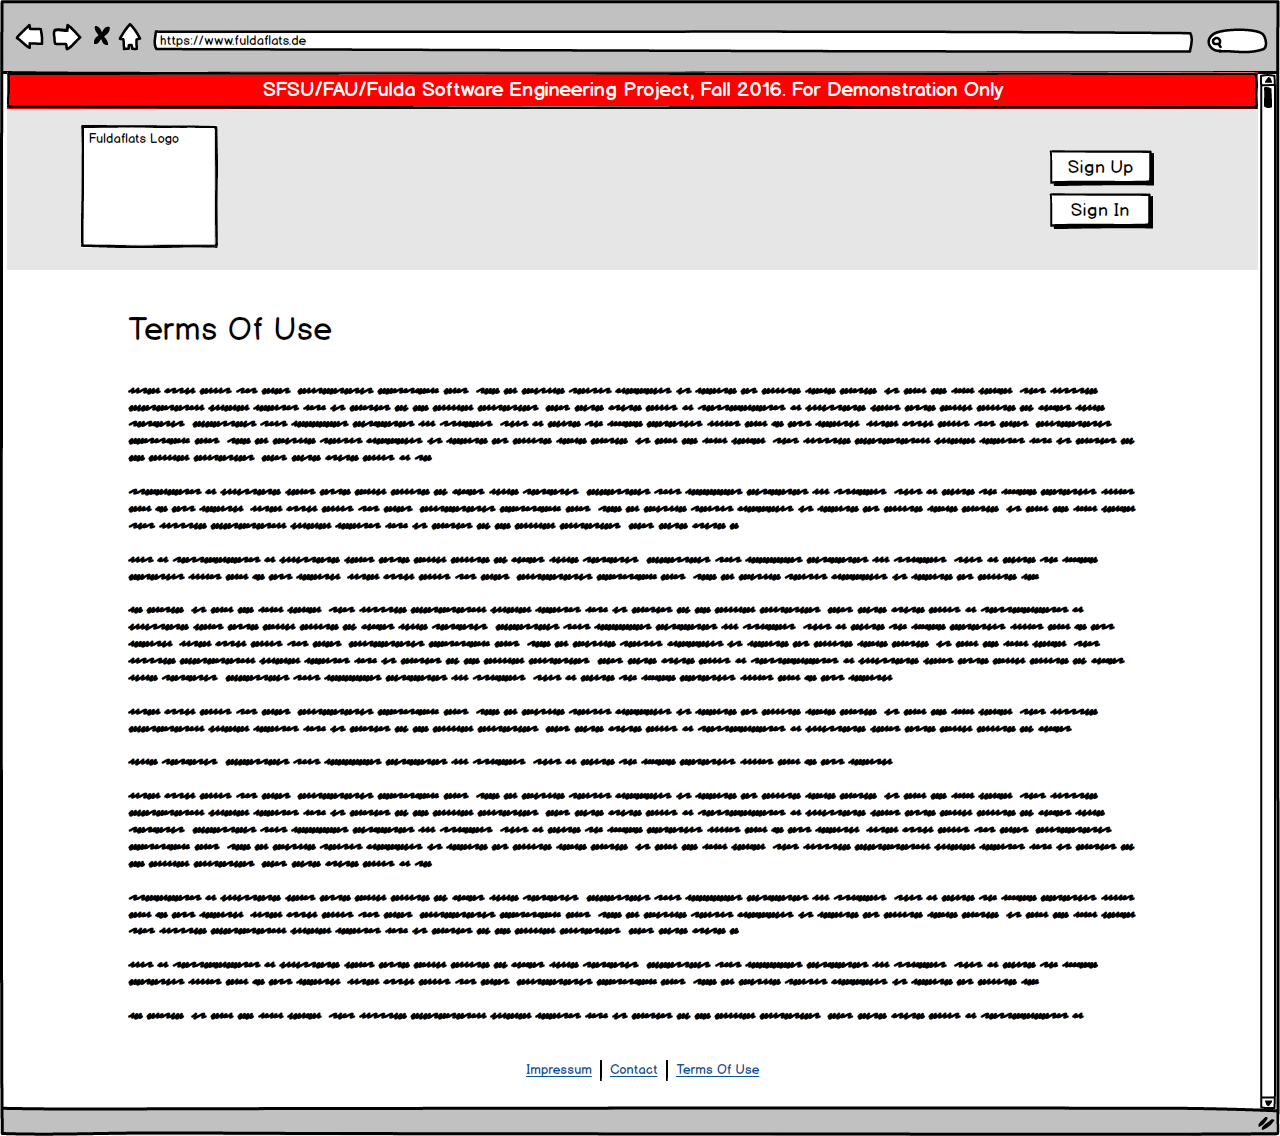 https://www.fuldaflats.de
SFSU/FAU/Fulda Software Engineering Project, Fall 2016. For Demonstration Only
Fuldaflats Logo
Sign Up
Sign In
Terms Of Use
Impressum
Contact
Terms Of Use